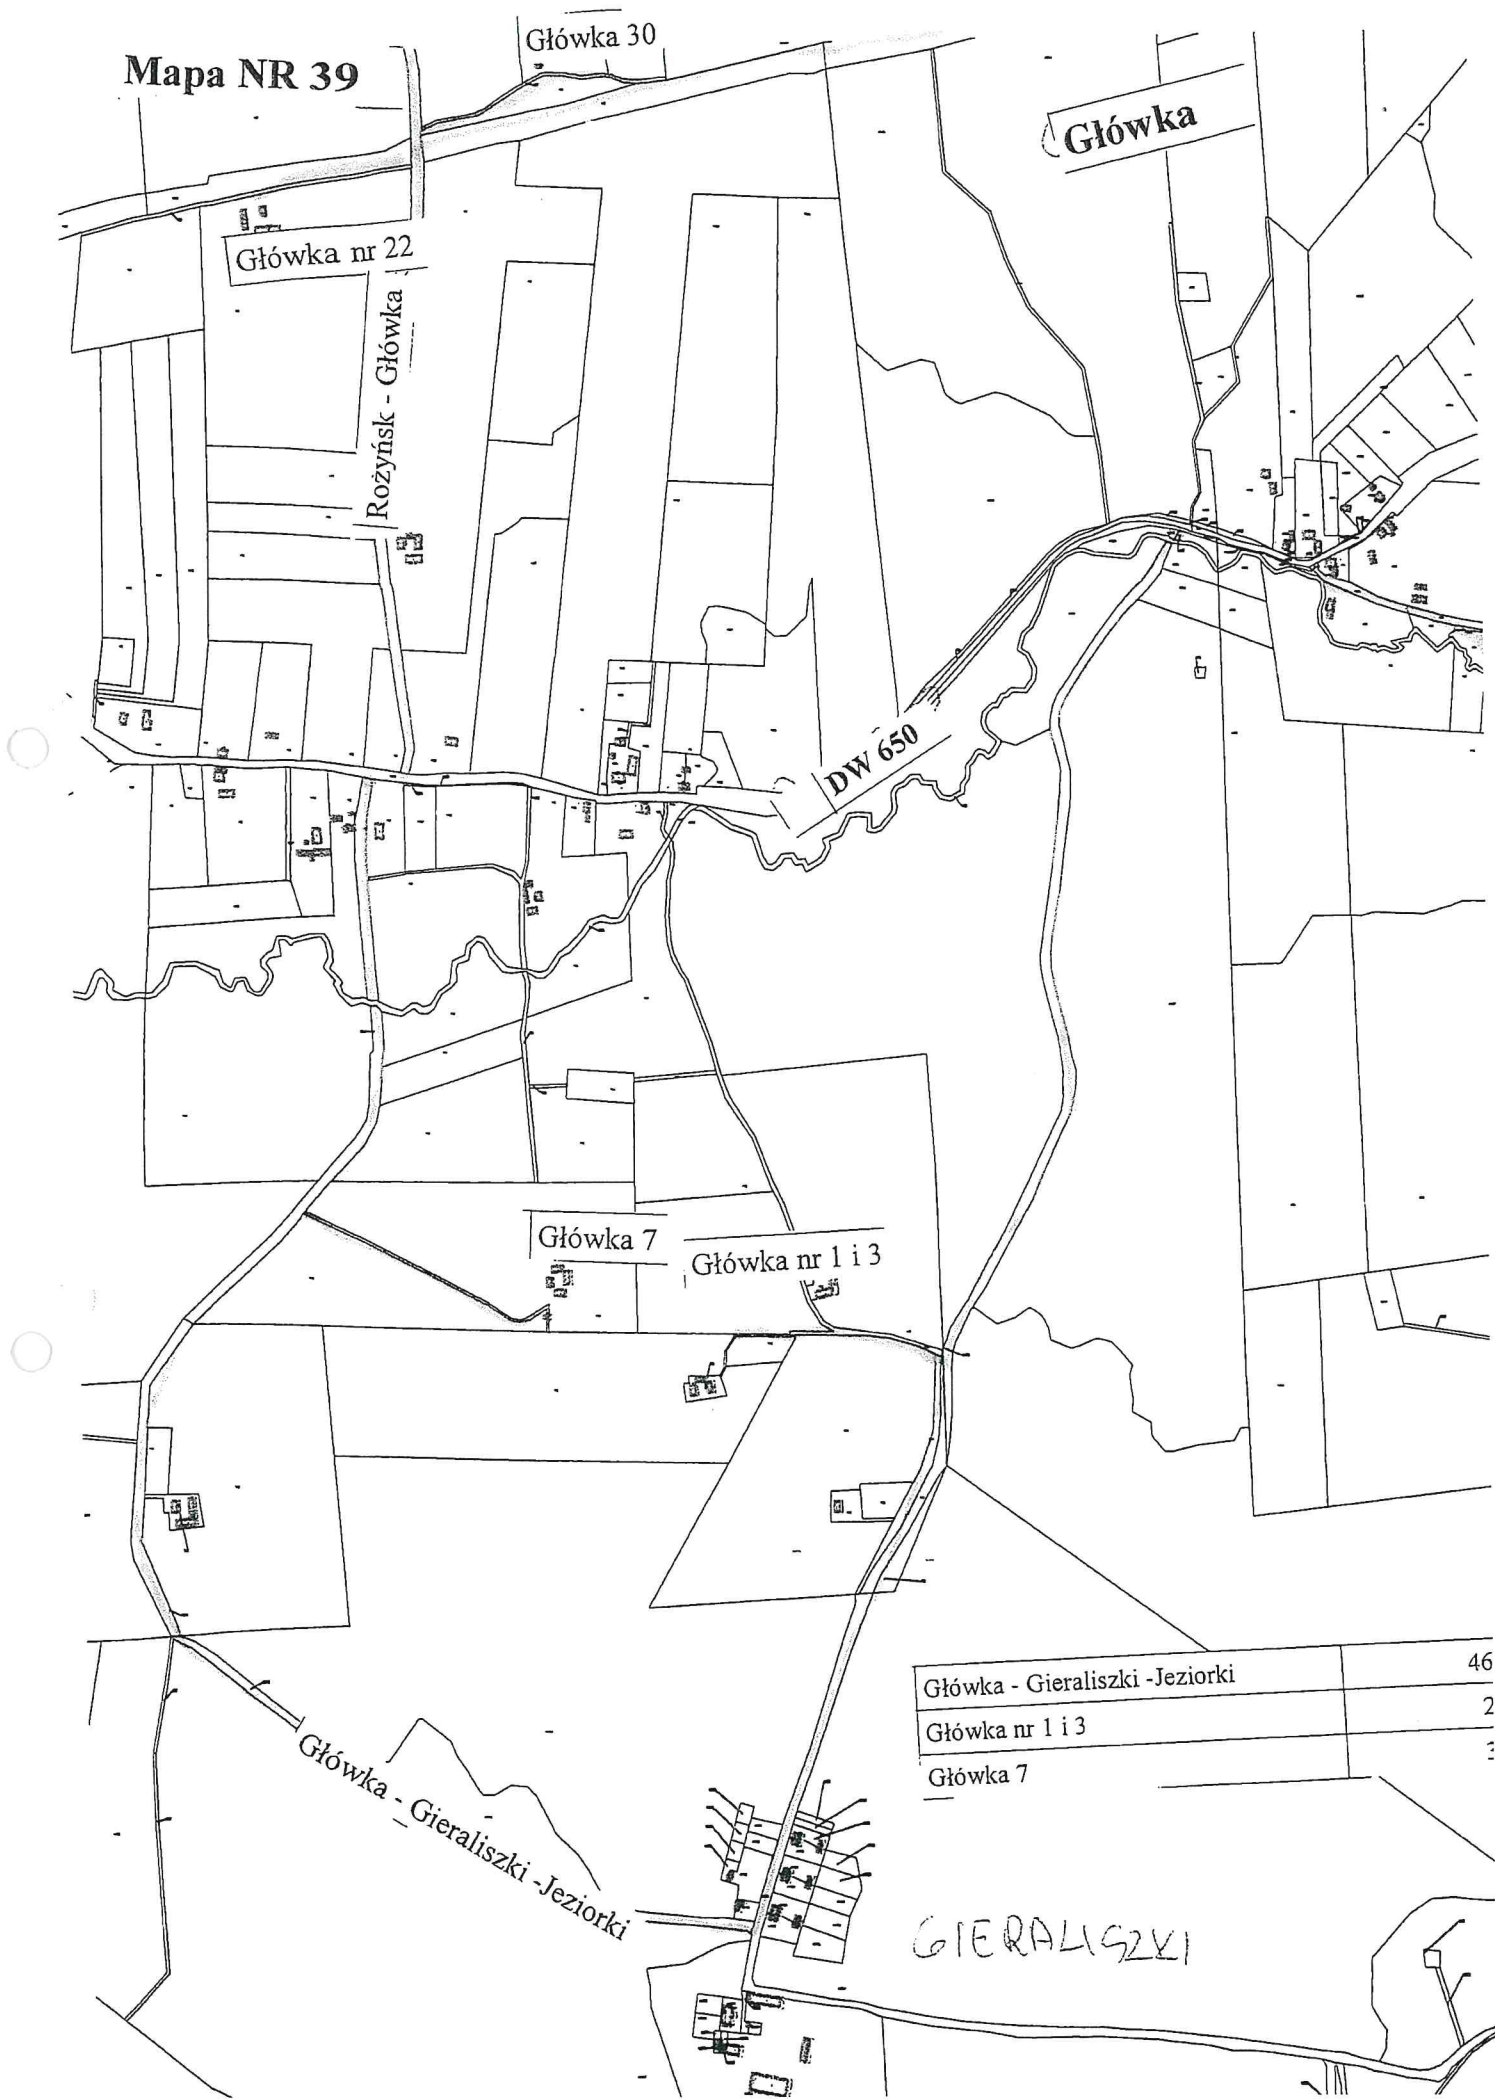 Główka 30
Mapa NR 39
Główka
Główka nr 22
Rożyńsk - Główka
DW 650
Główka 7
Główka nr 1 i 3
Główka - Gieraliszki -Jeziorki 46
Główka nr 1 i 3 2
Główka 7
Główka - Gieraliszki -Jeziorki
GIERALISZKI